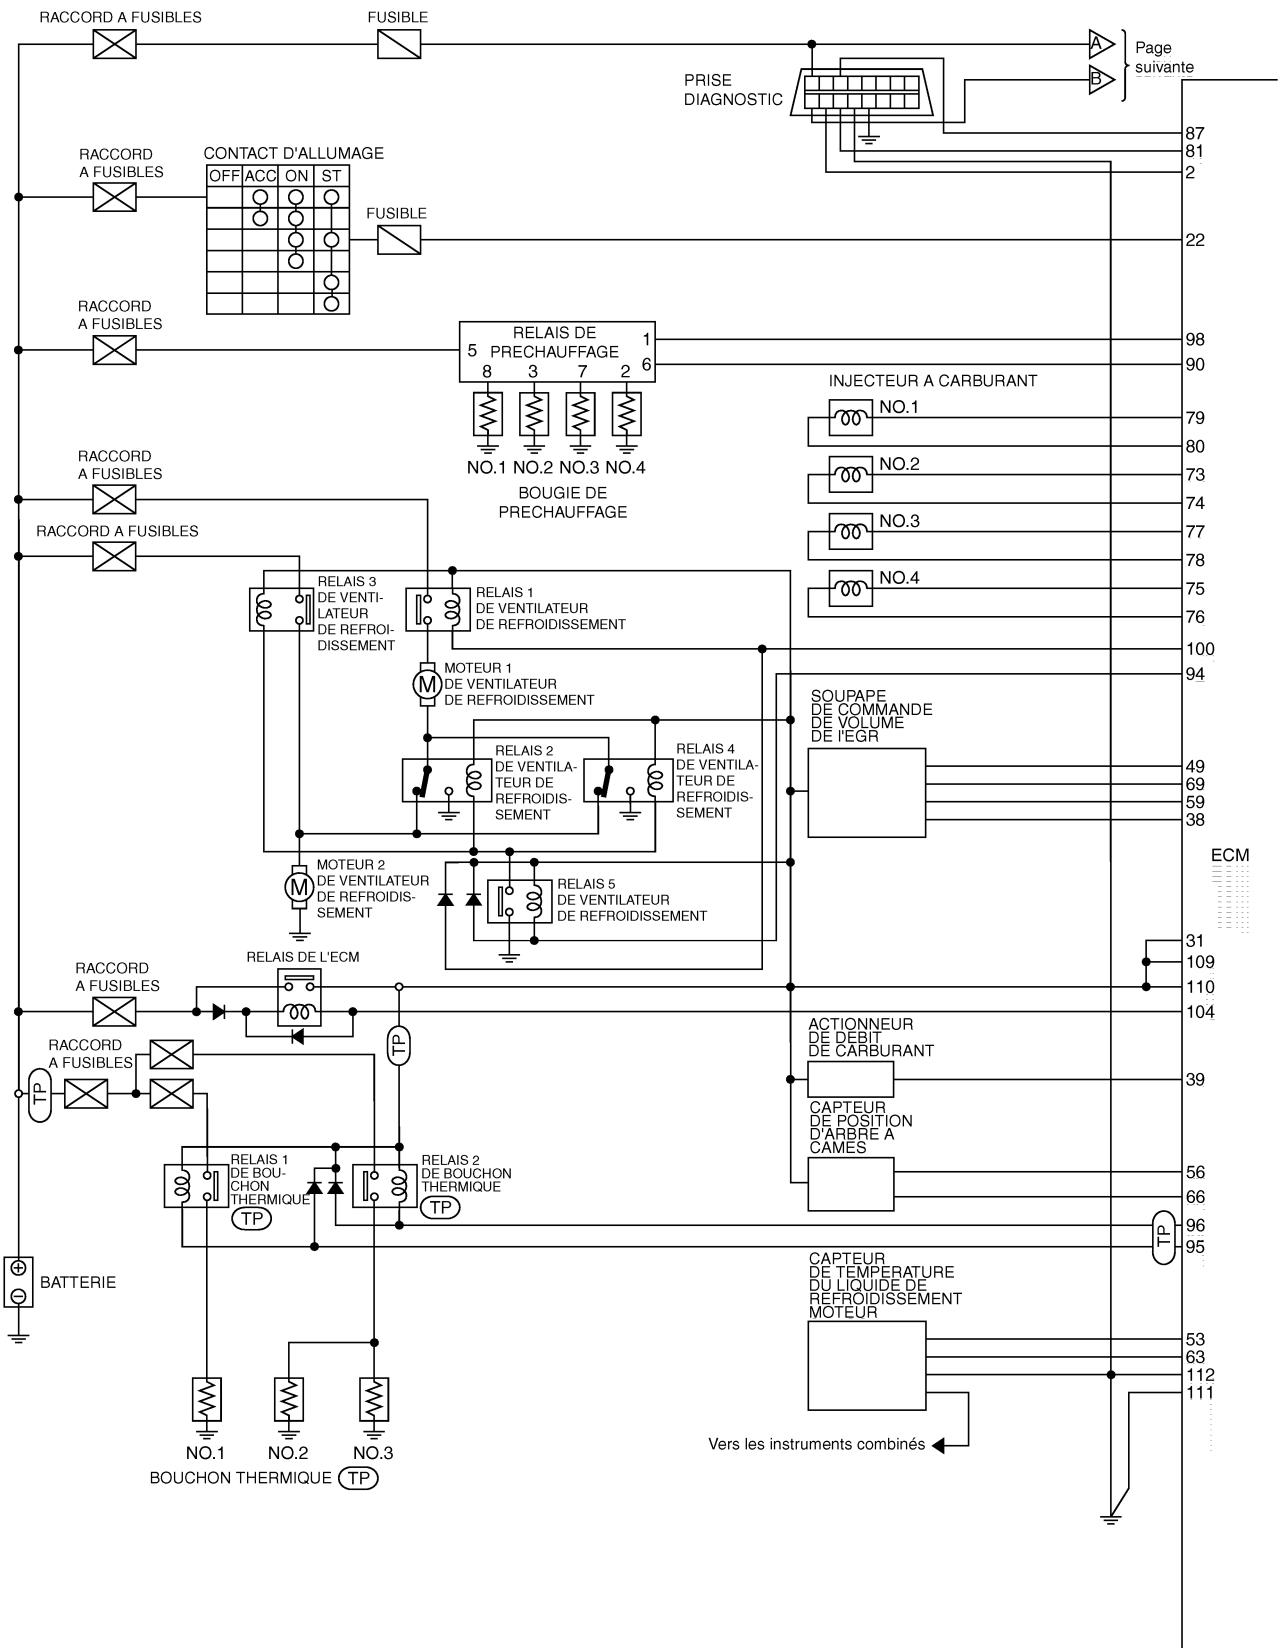 RACCORD A FUSIBLES
FUSIBLE
A
B
Page
suivante
PRISE
DIAGNOSTIC
87
81
2
RACCORD
A FUSIBLES
CONTACT D'ALLUMAGE
OFF ACC ON ST
FUSIBLE
22
RACCORD
A FUSIBLES
RELAIS DE
PRECHAUFFAGE
5
1
6
8 3 7 2
98
90
NO.1 NO.2 NO.3 NO.4
BOUGIE DE
PRECHAUFFAGE
INJECTEUR A CARBURANT
NO.1
79
80
NO.2
73
74
NO.3
77
78
NO.4
75
76
RACCORD
A FUSIBLES
RACCORD A FUSIBLES
RELAIS 3
DE VENTI-
LATEUR
DE REFROI-
DISSEMENT
RELAIS 1
DE VENTILATEUR
DE REFROIDISSEMENT
100
94
M
MOTEUR 1
DE VENTILATEUR
DE REFROIDISSEMENT
RELAIS 2
DE VENTILA-
TEUR DE
REFROIDIS-
SEMENT
RELAIS 4
DE VENTILA-
TEUR DE
REFROIDIS-
SEMENT
SOUPAPE
DE COMMANDE
DE VOLUME
DE l'EGR
49
69
59
38
ECM
M
MOTEUR 2
DE VENTILATEUR
DE REFROIDIS-
SEMENT
RELAIS 5
DE VENTILATEUR
DE REFROIDISSEMENT
31
109
110
104
RELAIS DE L'ECM
RACCORD
A FUSIBLES
TP
RACCORD
A FUSIBLES
TP
ACTIONNEUR
DE DEBIT
DE CARBURANT
39
CAPTEUR
DE POSITION
D'ARBRE A
CAMES
56
66
RELAIS 1
DE BOU-
CHON
THERMIQUE
TP
RELAIS 2
DE BOUCHON
THERMIQUE
TP
TP
96
95
BATTERIE
CAPTEUR
DE TEMPERATURE
DU LIQUIDE DE
REFROIDISSEMENT
MOTEUR
53
63
112
111
Vers les instruments combinés
NO.1 NO.2 NO.3
BOUCHON THERMIQUE TP